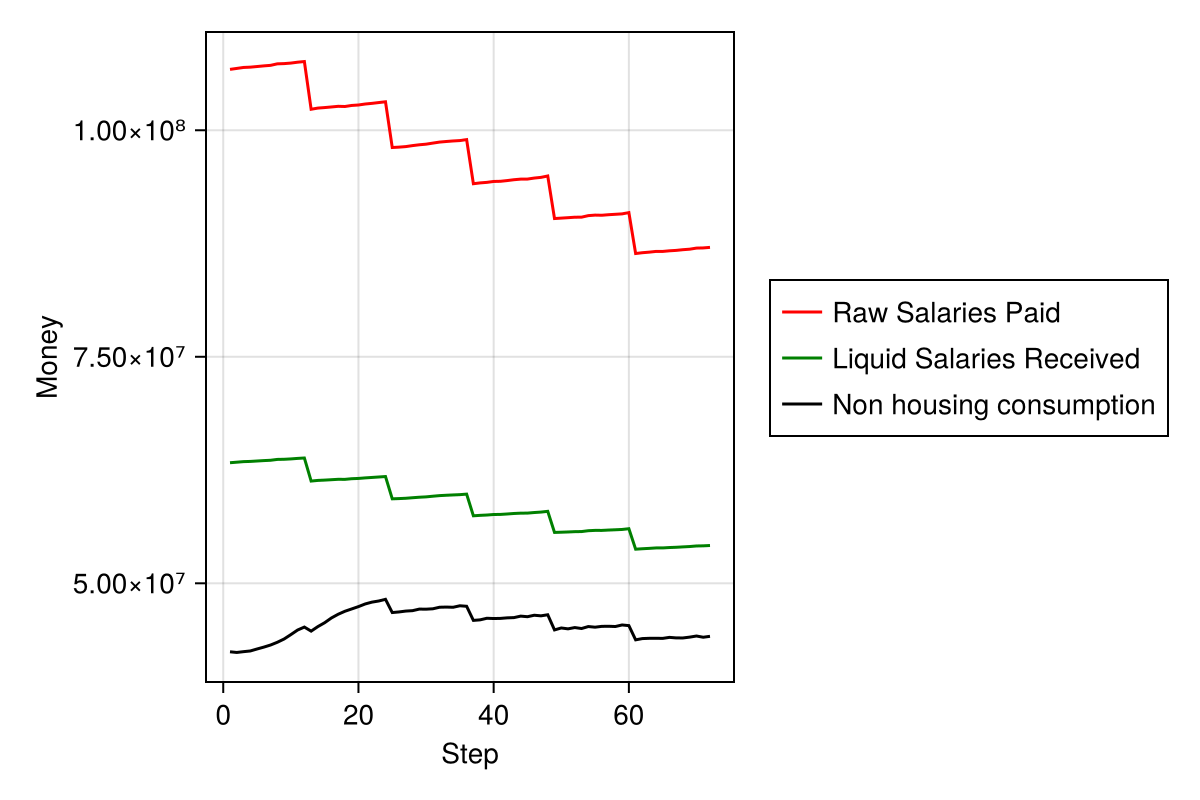 1.00×10⁸
7.50×10⁷
5.00×10⁷
Money
0 20 40 60
Step
Raw Salaries Paid
Liquid Salaries Received
Non housing consumption